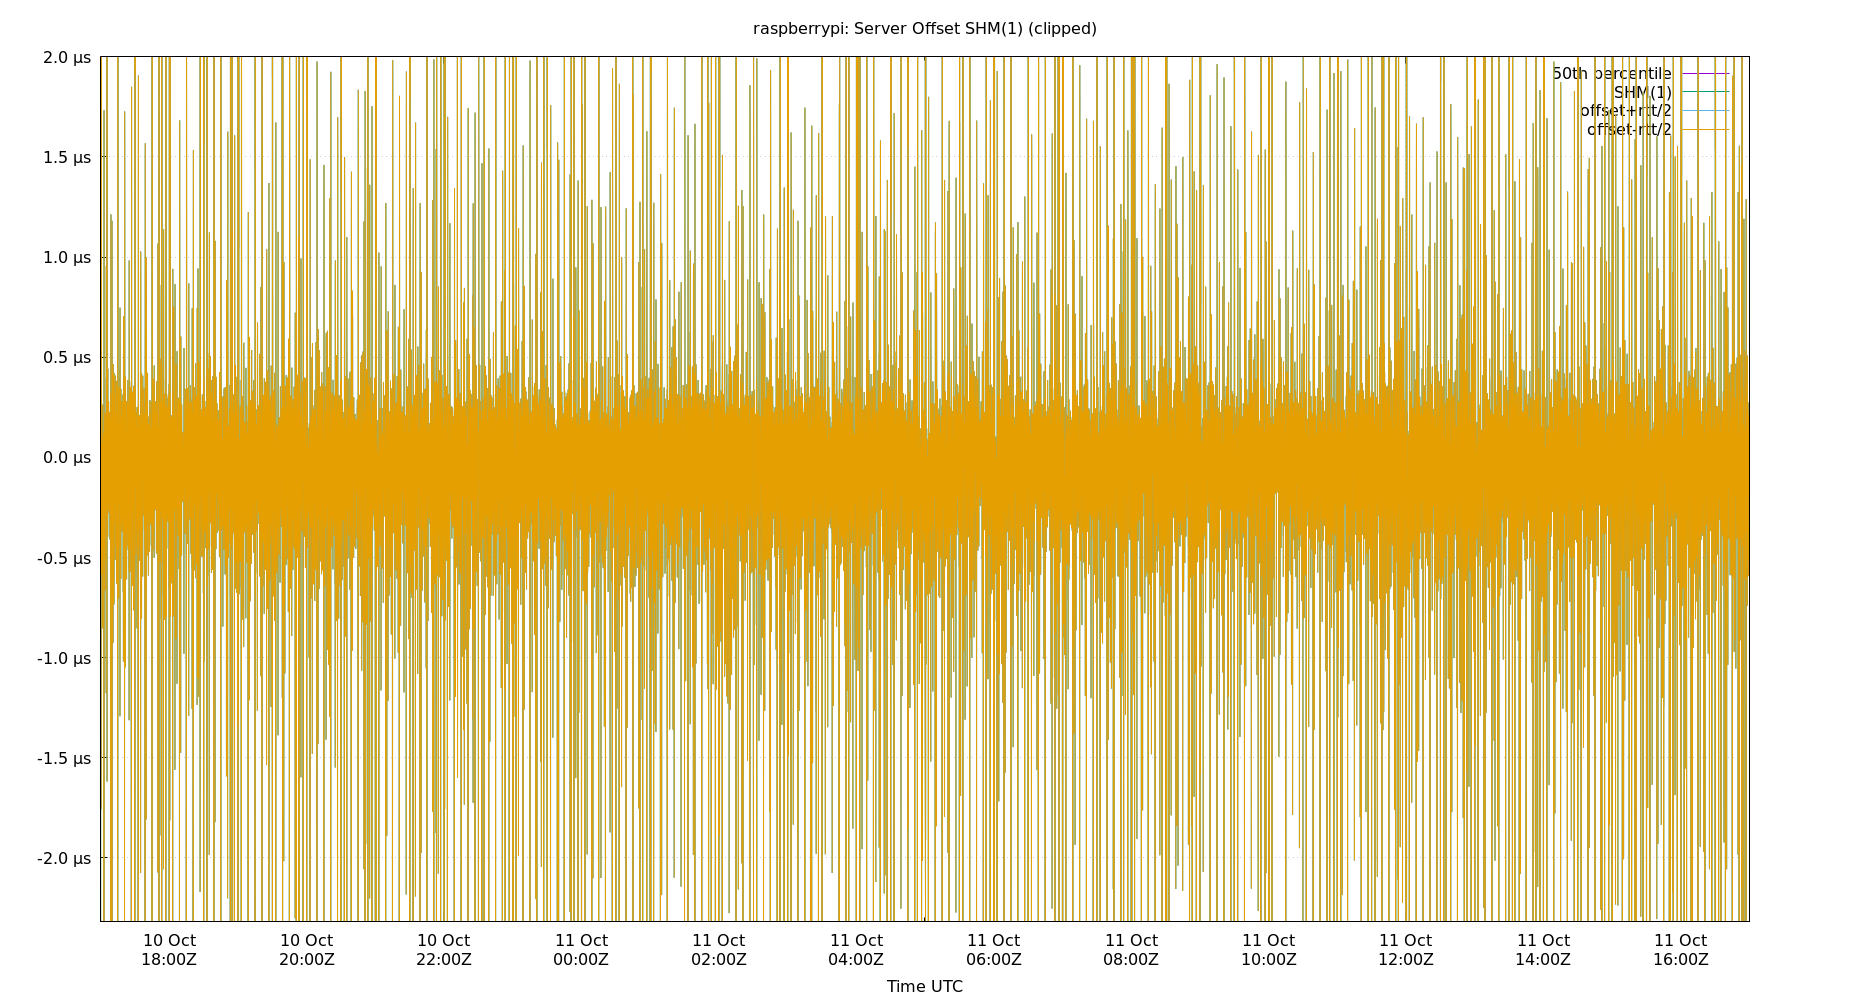 raspberrypi: Server Offset SHM(1) (clipped)
2.0 µs
1.5 µs
1.0 µs
0.5 µs
0.0 µs
-0.5 µs
-1.0 µs
-1.5 µs
-2.0 µs
50th percentile
SHM(1)
offset+rtt/2
offset-rtt/2
10 Oct 10 Oct 10 Oct 11 Oct 11 Oct 11 Oct 11 Oct 11 Oct 11 Oct 11 Oct 11 Oct 11 Oct
18:00Z 20:00Z 22:00Z 00:00Z 02:00Z 04:00Z 06:00Z 08:00Z 10:00Z 12:00Z 14:00Z 16:00Z
Time UTC